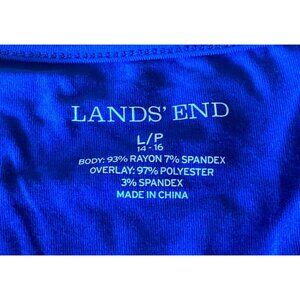 LANDS' END
L/P
14 - 16
BODY: 93% RAYON 7% SPANDEX
OVERLAY: 97% POLYESTER
3% SPANDEX
MADE IN CHINA